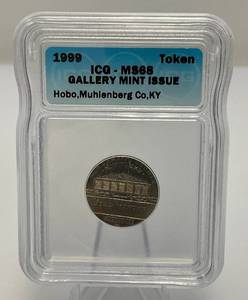 1999 Token
ICG - MS68
GALLERY MINT ISSUE
Hobo,Muhlenberg Co,KY